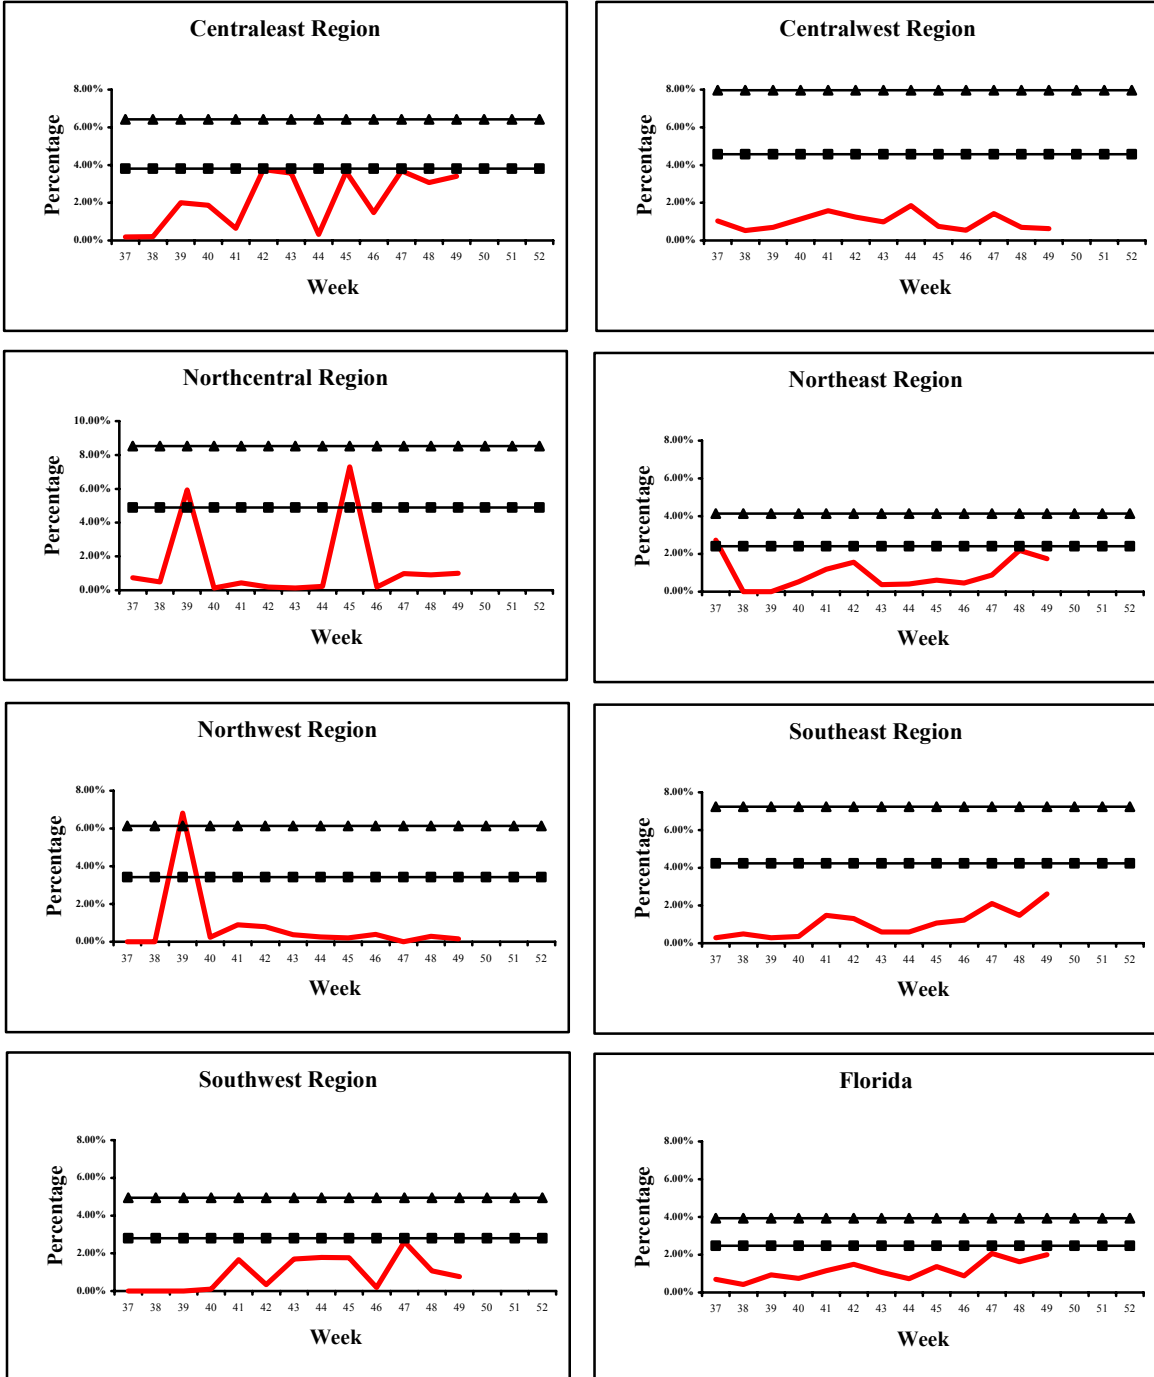 Centraleast Region
8.00%
6.00%
4.00%
2.00%
0.00%
Percentage
37 38 39 40 41 42 43 44 45 46 47 48 49 50 51 52
Week
Centralwest Region
8.00%
6.00%
4.00%
2.00%
0.00%
Percentage
37 38 39 40 41 42 43 44 45 46 47 48 49 50 51 52
Week
Northcentral Region
10.00%
8.00%
6.00%
4.00%
2.00%
0.00%
Percentage
37 38 39 40 41 42 43 44 45 46 47 48 49 50 51 52
Week
Northeast Region
8.00%
6.00%
4.00%
2.00%
0.00%
Percentage
37 38 39 40 41 42 43 44 45 46 47 48 49 50 51 52
Week
Northwest Region
8.00%
6.00%
4.00%
2.00%
0.00%
Percentage
37 38 39 40 41 42 43 44 45 46 47 48 49 50 51 52
Week
Southeast Region
8.00%
6.00%
4.00%
2.00%
0.00%
Percentage
37 38 39 40 41 42 43 44 45 46 47 48 49 50 51 52
Week
Southwest Region
8.00%
6.00%
4.00%
2.00%
0.00%
Percentage
37 38 39 40 41 42 43 44 45 46 47 48 49 50 51 52
Week
Florida
8.00%
6.00%
4.00%
2.00%
0.00%
Percentage
37 38 39 40 41 42 43 44 45 46 47 48 49 50 51 52
Week